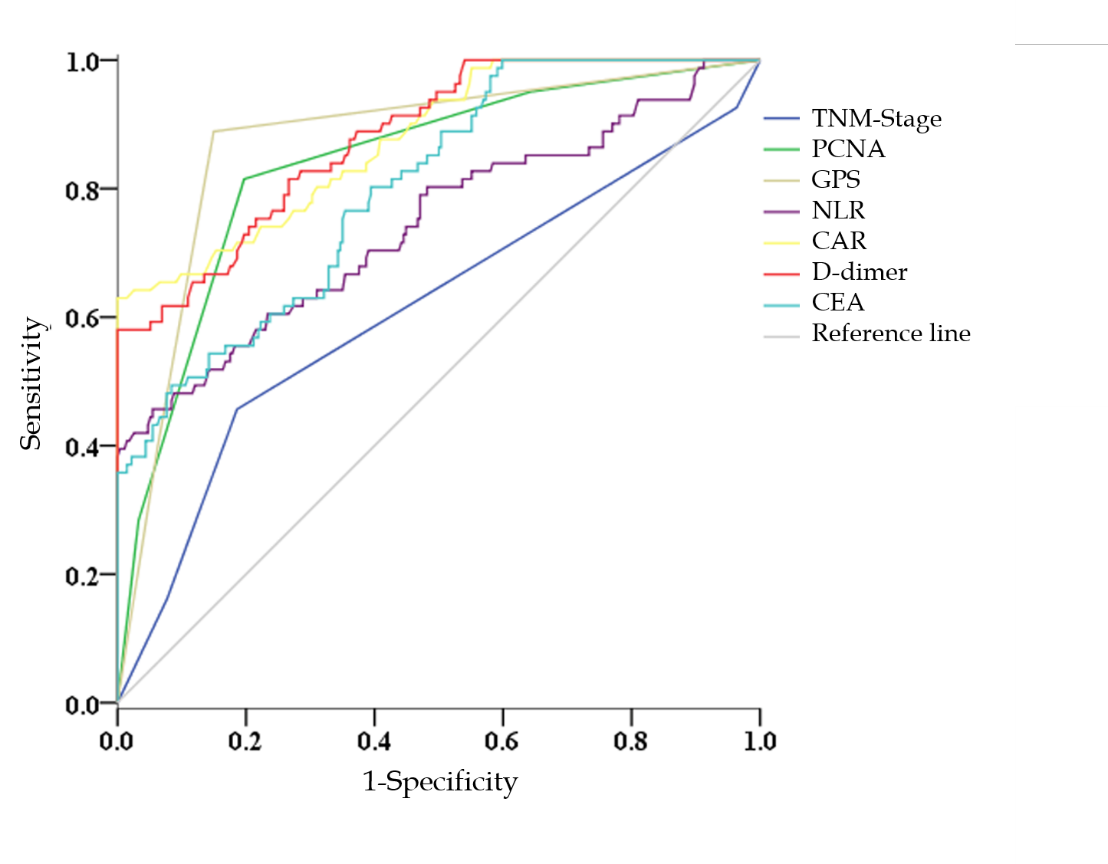 1.0
0.8
0.6
0.4
0.2
0.0
Sensitivity
0.0 0.2 0.4 0.6 0.8 1.0
1-Specificity
TNM-Stage
PCNA
GPS
NLR
CAR
D-dimer
CEA
Reference line